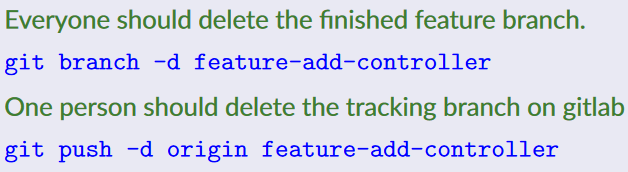 Everyone should delete the finished feature branch.
git branch -d feature-add-controller
One person should delete the tracking branch on gitlab
git push -d origin feature-add-controller